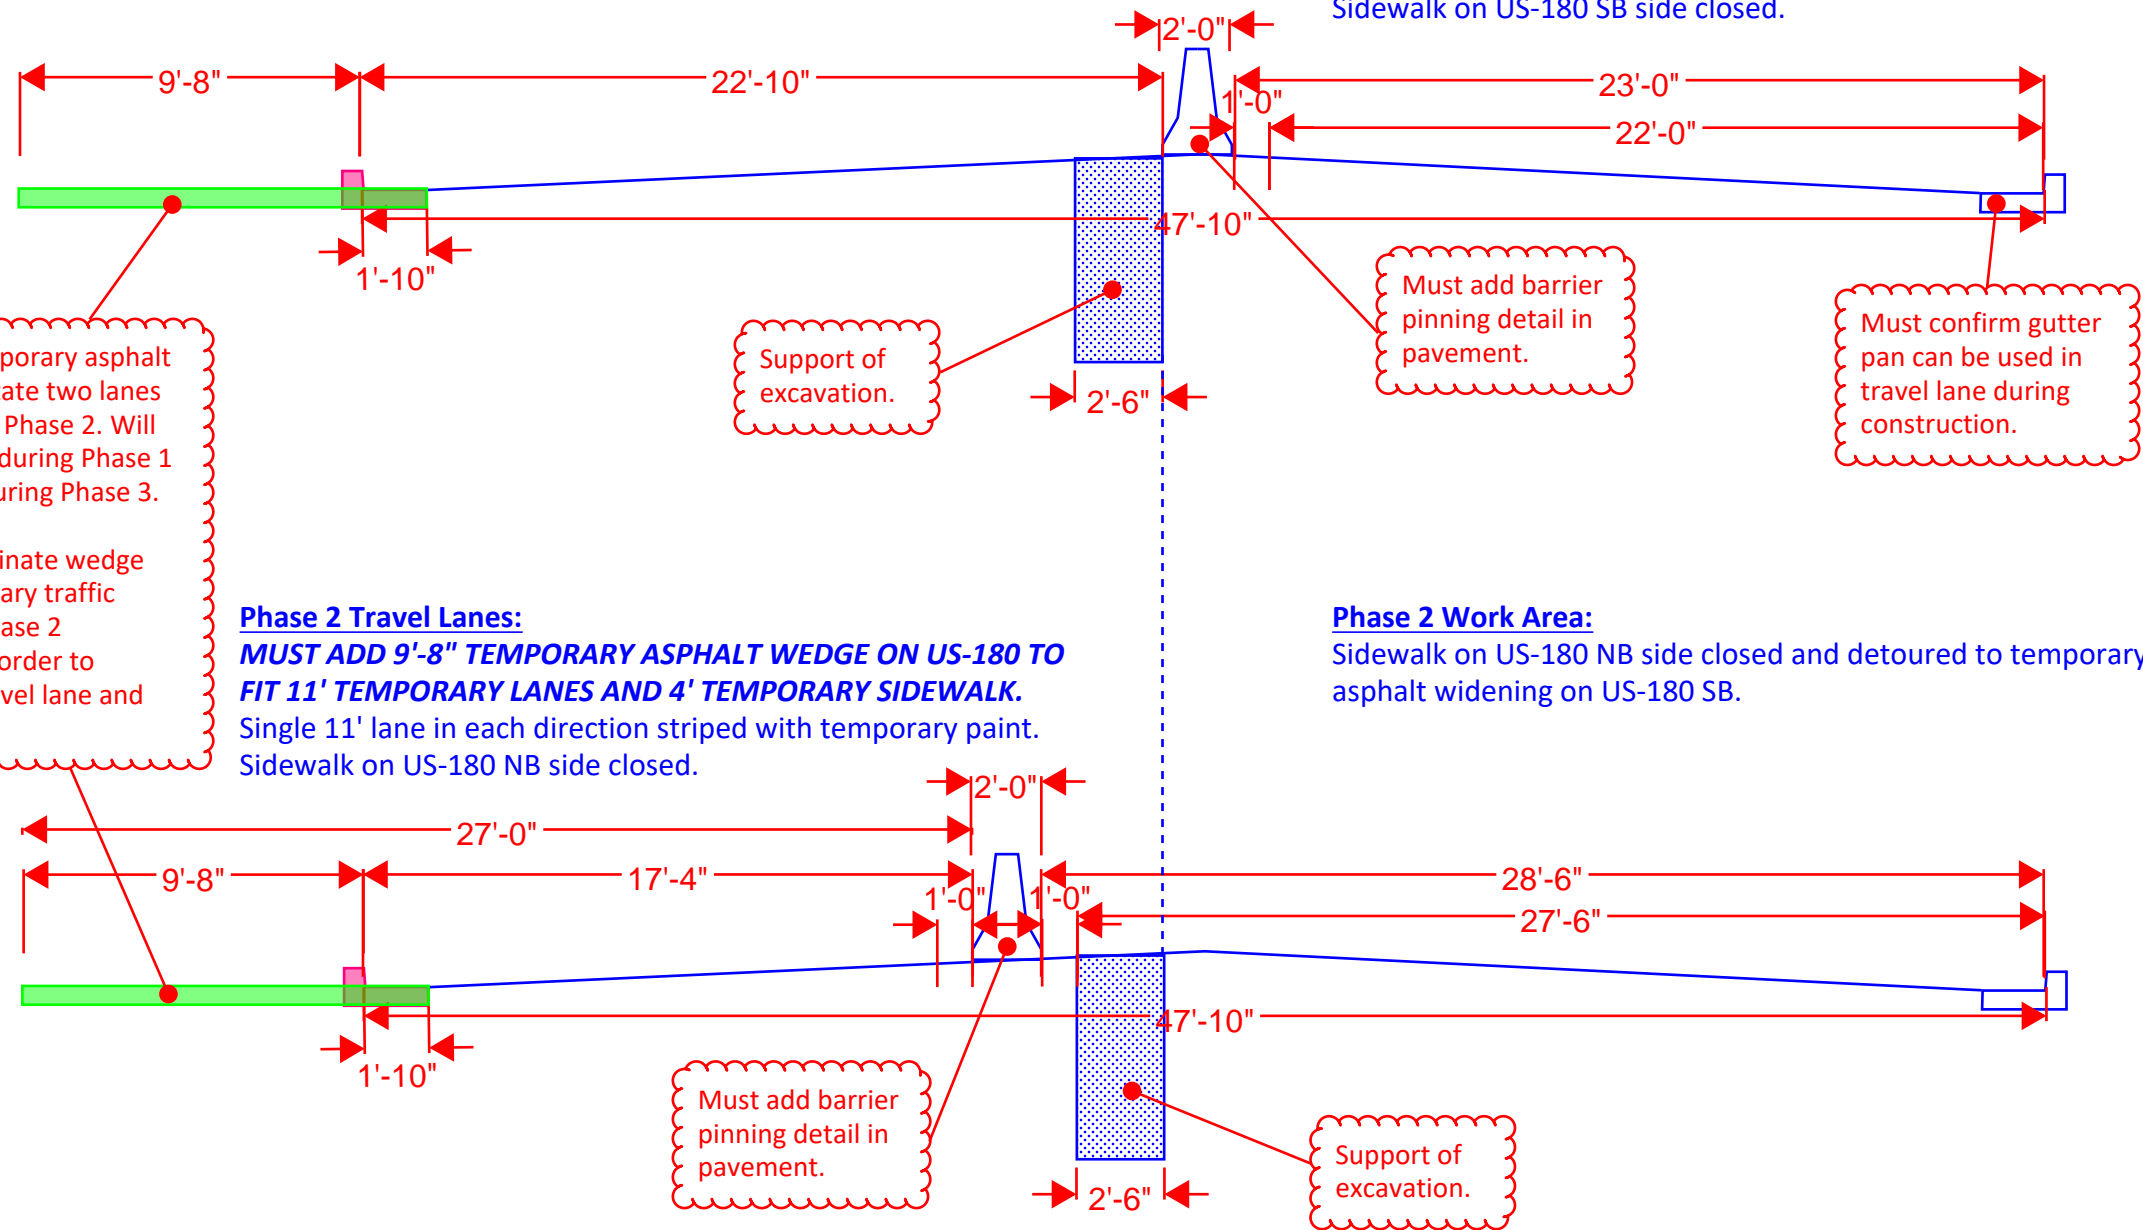 Sidewalk on US-180 SB side closed.
2'-0"
9'-8"
22'-10"
23'-0"
1'-0"
22'-0"
47'-10"
1'-10"
Must add barrier
pinning detail in
pavement.
Must confirm gutter
pan can be used in
travel lane during
construction.
Support of
excavation.
2'-6"
porary asphalt
tate two lanes
Phase 2. Will
during Phase 1
uring Phase 3.
inate wedge
ary traffic
ase 2
order to
vel lane and
Phase 2 Travel Lanes:
MUST ADD 9'-8" TEMPORARY ASPHALT WEDGE ON US-180 TO
FIT 11' TEMPORARY LANES AND 4' TEMPORARY SIDEWALK.
Single 11' lane in each direction striped with temporary paint.
Sidewalk on US-180 NB side closed.
Phase 2 Work Area:
Sidewalk on US-180 NB side closed and detoured to temporary
asphalt widening on US-180 SB.
2'-0"
27'-0"
9'-8"
17'-4"
28'-6"
1'-0"
1'-0"
27'-6"
47'-10"
1'-10"
Must add barrier
pinning detail in
pavement.
Support of
excavation.
2'-6"